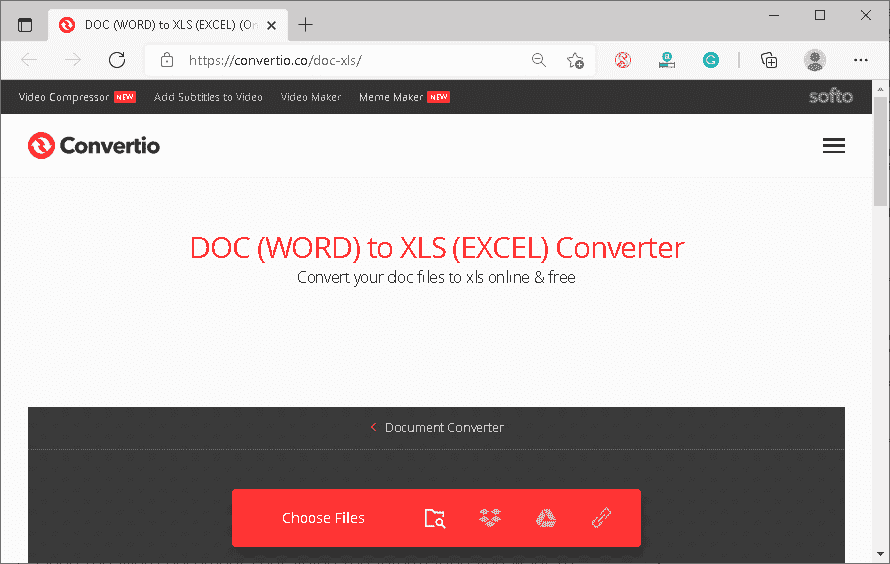 DOC (WORD) to XLS (EXCEL) (On
https://convertio.co/doc-xls/
Video Compressor NEW Add Subtitles to Video Video Maker Meme Maker NEW softo
Convertio
DOC (WORD) to XLS (EXCEL) Converter
Convert your doc files to xls online & free
Document Converter
Choose Files